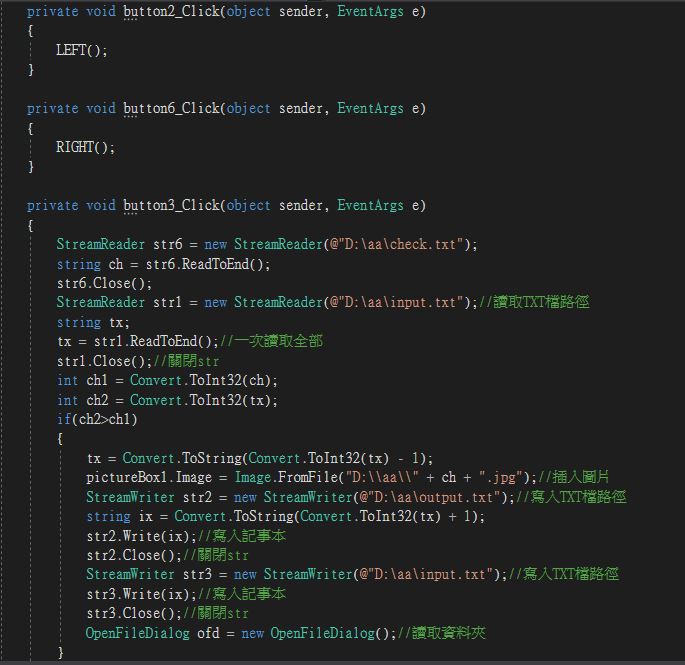 private void button2_Click(object sender, EventArgs e)
{
LEFT();
}
private void button6_Click(object sender, EventArgs e)
{
RIGHT();
}
private void button3_Click(object sender, EventArgs e)
{
StreamReader str6 = new StreamReader(@"D:\aa\check.txt");
string ch = str6.ReadToEnd();
str6.Close();
StreamReader str1 = new StreamReader(@"D:\aa\input.txt");//讀取TXT檔路徑
string tx;
tx = str1.ReadToEnd();//一次讀取全部
str1.Close();//關閉str
int ch1 = Convert.ToInt32(ch);
int ch2 = Convert.ToInt32(tx);
if(ch2>ch1)
{
tx = Convert.ToString(Convert.ToInt32(tx) - 1);
pictureBox1.Image = Image.FromFile("D:\\aa\\" + ch + ".jpg");//插入圖片
StreamWriter str2 = new StreamWriter(@"D:\aa\output.txt");//寫入TXT檔路徑
string ix = Convert.ToString(Convert.ToInt32(tx) + 1);
str2.Write(ix);//寫入記事本
str2.Close();//關閉str
StreamWriter str3 = new StreamWriter(@"D:\aa\input.txt");//寫入TXT檔路徑
str3.Write(ix);//寫入記事本
str3.Close();//關閉str
OpenFileDialog ofd = new OpenFileDialog();//讀取資料夾
}